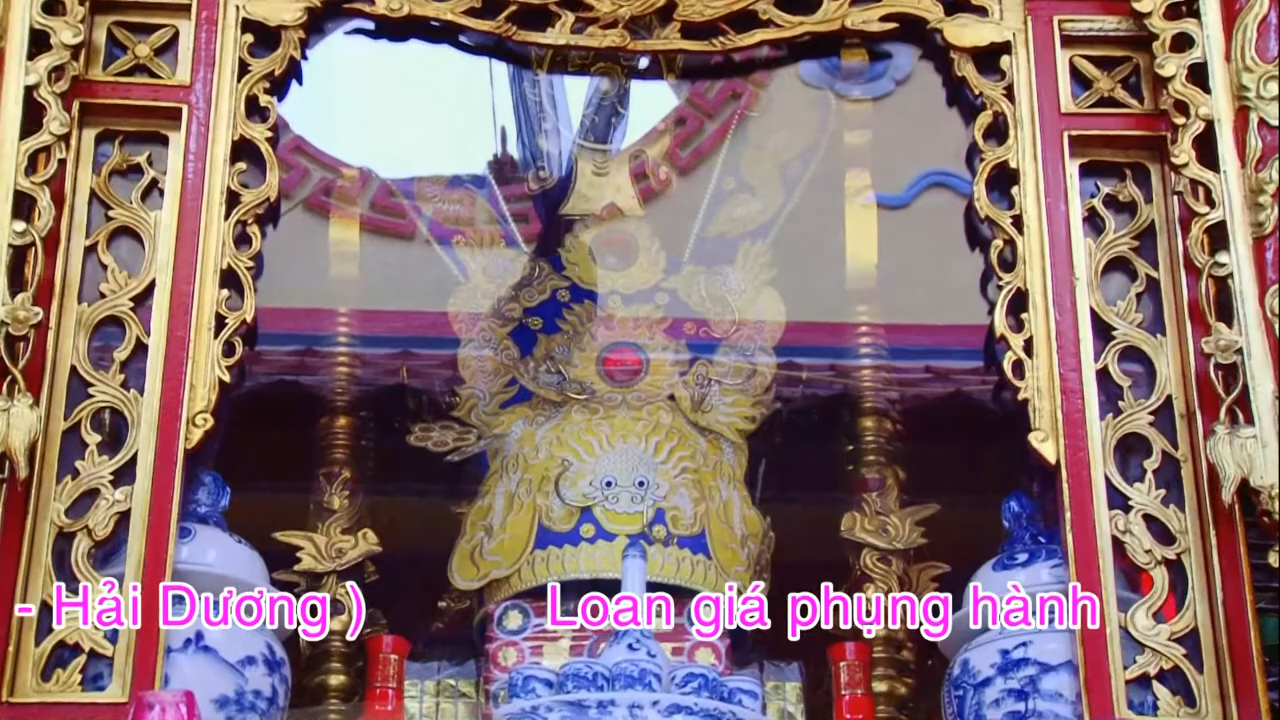 - Hải Dương ) Loan giá phụng hành